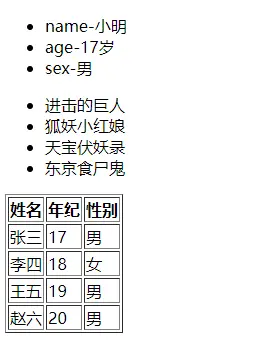 name-小明
age-17岁
sex-男
进击的巨人
狐妖小红娘
天宝伏妖录
东京食尸鬼
姓名 年纪 性别
张三 17 男
李四 18 女
王五 19 男
赵六 20 男